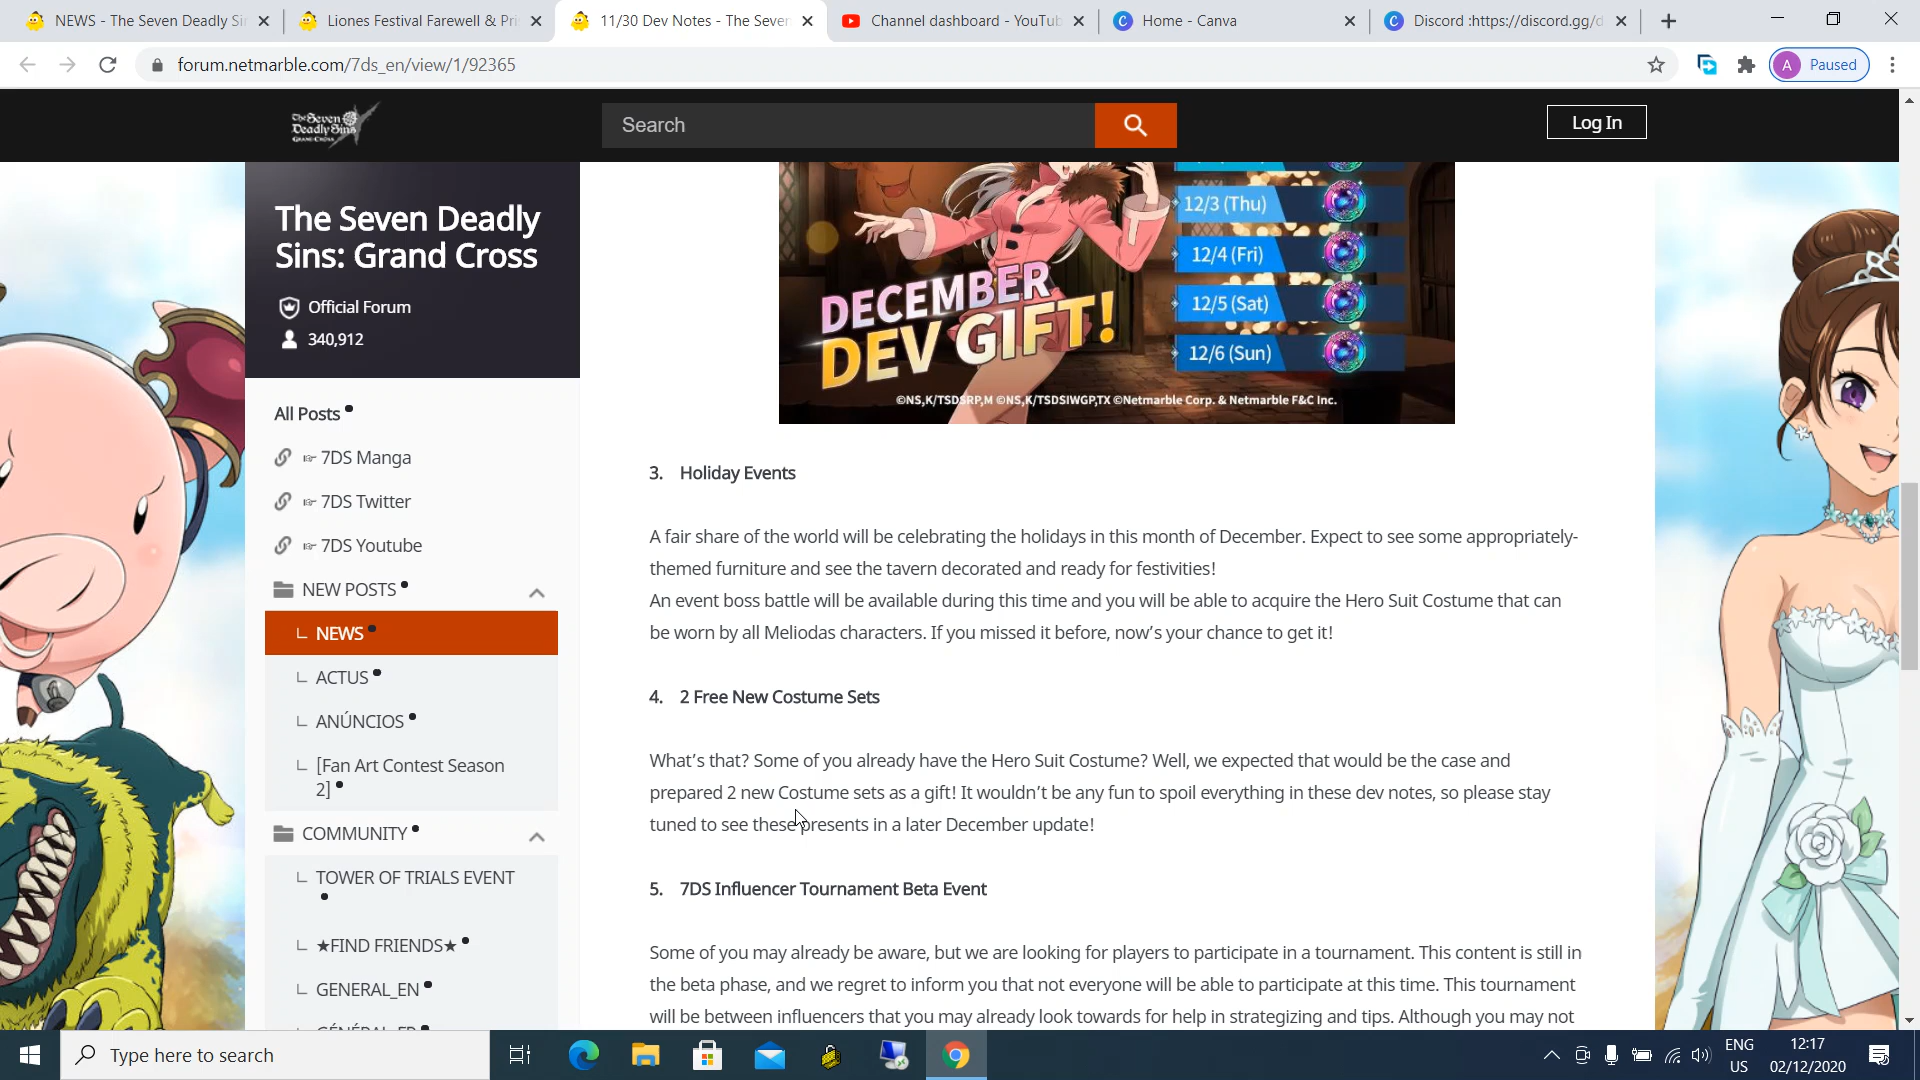 NEWS - The Seven Deadly Si
Liones Festival Farewell & Pri
11/30 Dev Notes - The Seven
Channel dashboard - YouTub
Home - Canva
Discord :https://discord.gg/d
forum.netmarble.com/7ds_en/view/1/92365
A Paused
The Seven Deadly Sins Grand Cross
Search
Log In
The Seven Deadly
Sins: Grand Cross
Official Forum
340,912
All Posts
☞ 7DS Manga
☞ 7DS Twitter
☞ 7DS Youtube
NEW POSTS
NEWS
ACTUS
ANÚNCIOS
[Fan Art Contest Season
2]
COMMUNITY
TOWER OF TRIALS EVENT
★FIND FRIENDS★
GENERAL_EN
12/3 (Thu)
12/4 (Fri)
12/5 (Sat)
12/6 (Sun)
DECEMBER
DEV GIFT!
©NS,K/TSDSRP,M ©NS,K/TSDSIWGP,TX ©Netmarble Corp. & Netmarble F&C Inc.
3. Holiday Events
A fair share of the world will be celebrating the holidays in this month of December. Expect to see some appropriately-
themed furniture and see the tavern decorated and ready for festivities!
An event boss battle will be available during this time and you will be able to acquire the Hero Suit Costume that can
be worn by all Meliodas characters. If you missed it before, now's your chance to get it!
4. 2 Free New Costume Sets
What's that? Some of you already have the Hero Suit Costume? Well, we expected that would be the case and
prepared 2 new Costume sets as a gift! It wouldn't be any fun to spoil everything in these dev notes, so please stay
tuned to see these presents in a later December update!
5. 7DS Influencer Tournament Beta Event
Some of you may already be aware, but we are looking for players to participate in a tournament. This content is still in
the beta phase, and we regret to inform you that not everyone will be able to participate at this time. This tournament
will be between influencers that you may already look towards for help in strategizing and tips. Although you may not
Type here to search
ENG
US
12:17
02/12/2020